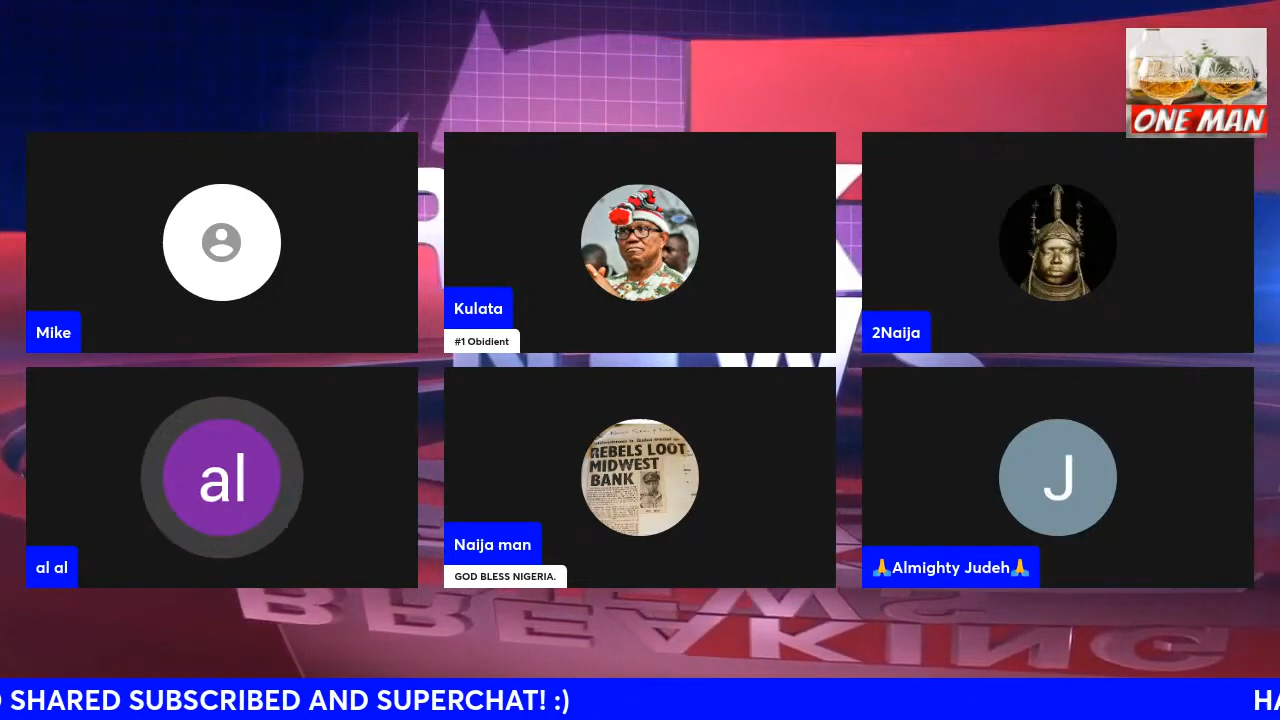 ONE MAN
Mike
Kulata
#1 Obidient
2Naija
al
al al
REBELS LOOT
MIDWEST
BANK
Naija man
GOD BLESS NIGERIA.
J
🙏Almighty Judeh🙏
BREAKING
SHARED SUBSCRIBED AND SUPERCHAT! :)